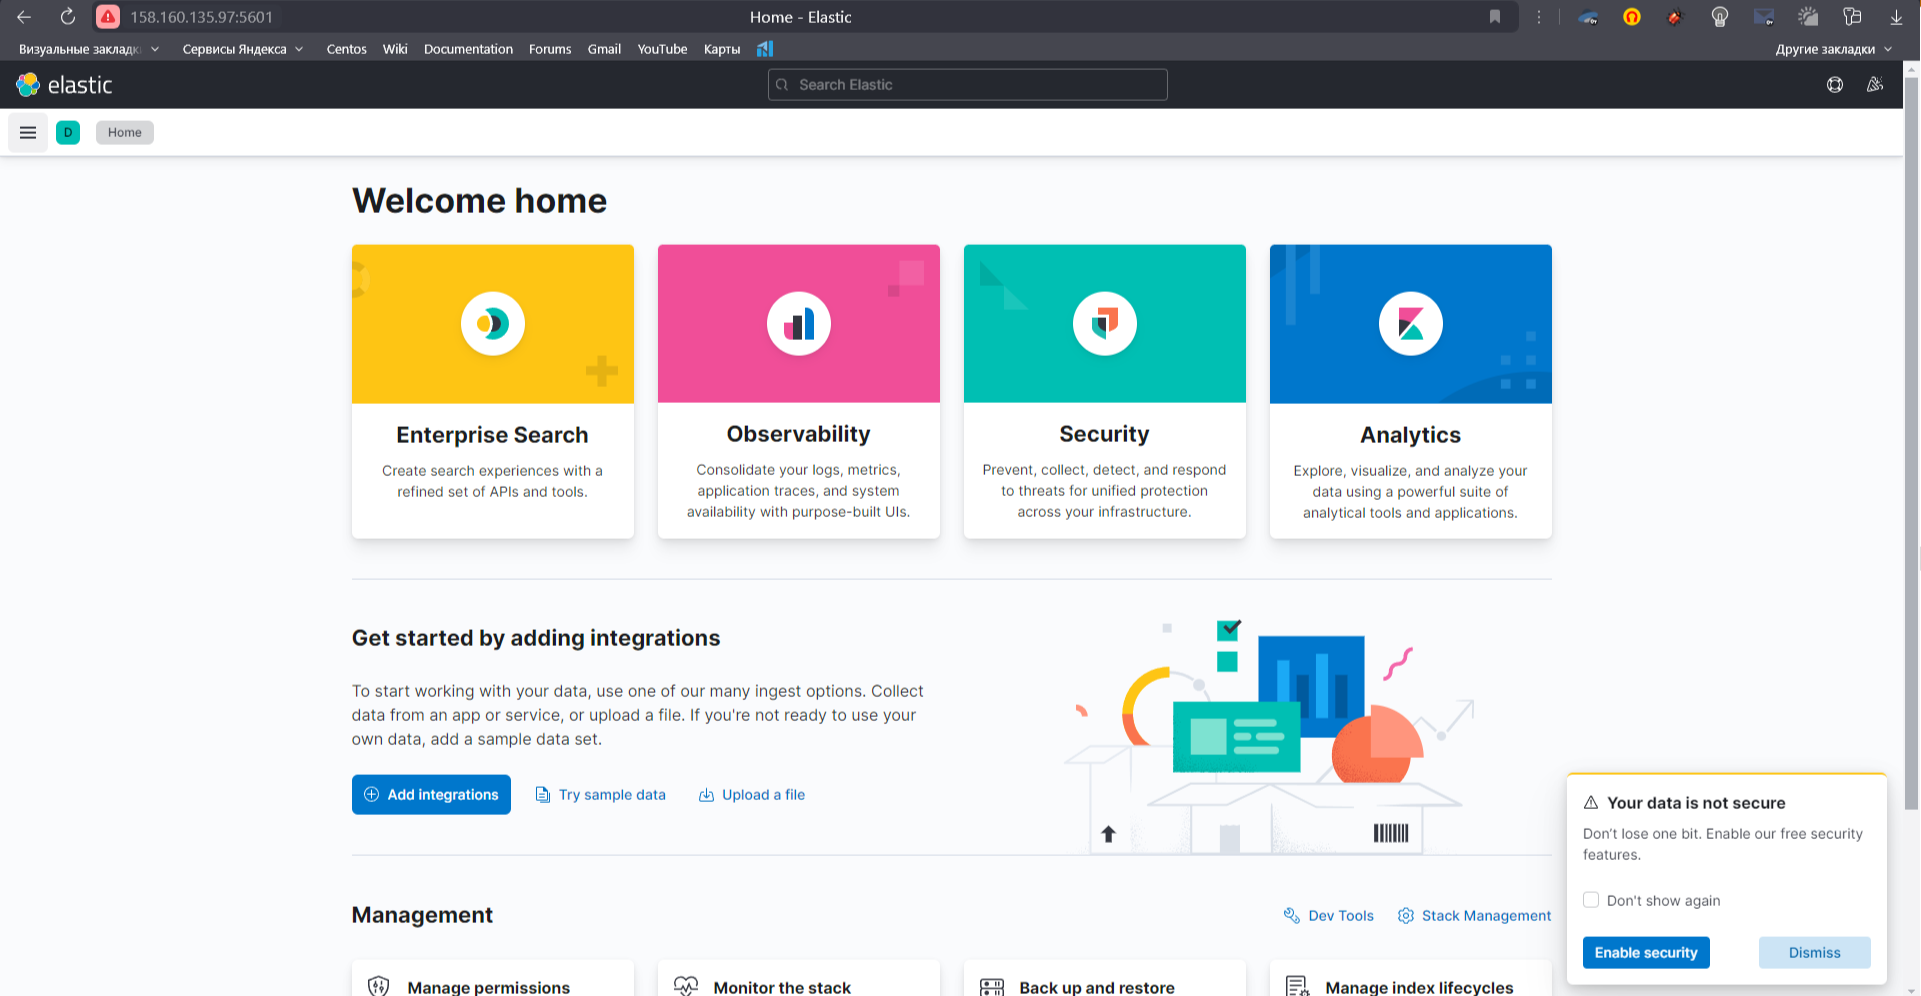 158.160.135.97:5601
Home - Elastic
Визуальные закладк
Сервисы Яндекса
Centos
Wiki
Documentation
Forums
Gmail
YouTube
Карты
Другие закладки
elastic
Search Elastic
D
Home
Welcome home
Enterprise Search
Create search experiences with a
refined set of APIs and tools.
Observability
Consolidate your logs, metrics,
application traces, and system
availability with purpose-built UIs.
Security
Prevent, collect, detect, and respond
to threats for unified protection
across your infrastructure.
Analytics
Explore, visualize, and analyze your
data using a powerful suite of
analytical tools and applications.
Get started by adding integrations
To start working with your data, use one of our many ingest options. Collect
data from an app or service, or upload a file. If you're not ready to use your
own data, add a sample data set.
Add integrations
Try sample data
Upload a file
Management
Dev Tools
Stack Management
Manage permissions
Monitor the stack
Back up and restore
Manage index lifecycles
Your data is not secure
Don't lose one bit. Enable our free security
features.
Don't show again
Enable security
Dismiss